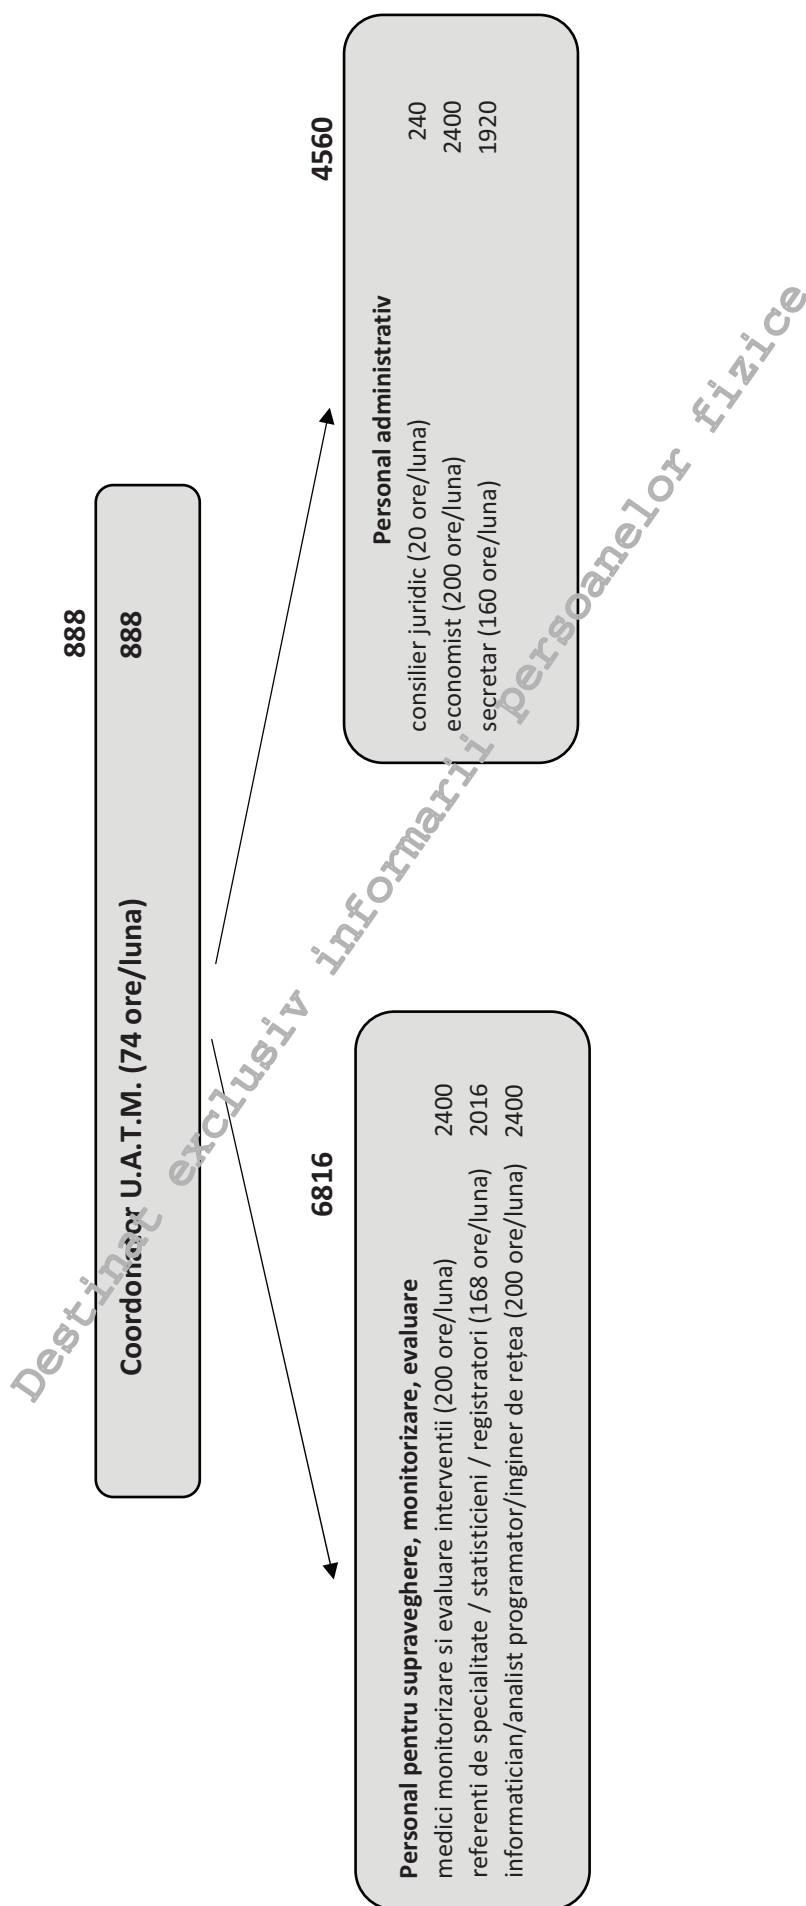 888
Coordonator U.A.T.M. (74 ore/luna) 888
6816
Personal pentru supraveghere, monitorizare, evaluare
medici monitorizare si evaluare interventii (200 ore/luna) 2400
referenti de specialitate / statisticieni / registratori (168 ore/luna) 2016
informatician/analist programator/inginer de rețea (200 ore/luna) 2400
4560
Personal administrativ
consilier juridic (20 ore/luna) 240
economist (200 ore/luna) 2400
secretar (160 ore/luna) 1920
Destinat exclusiv informarii persoanelor fizice